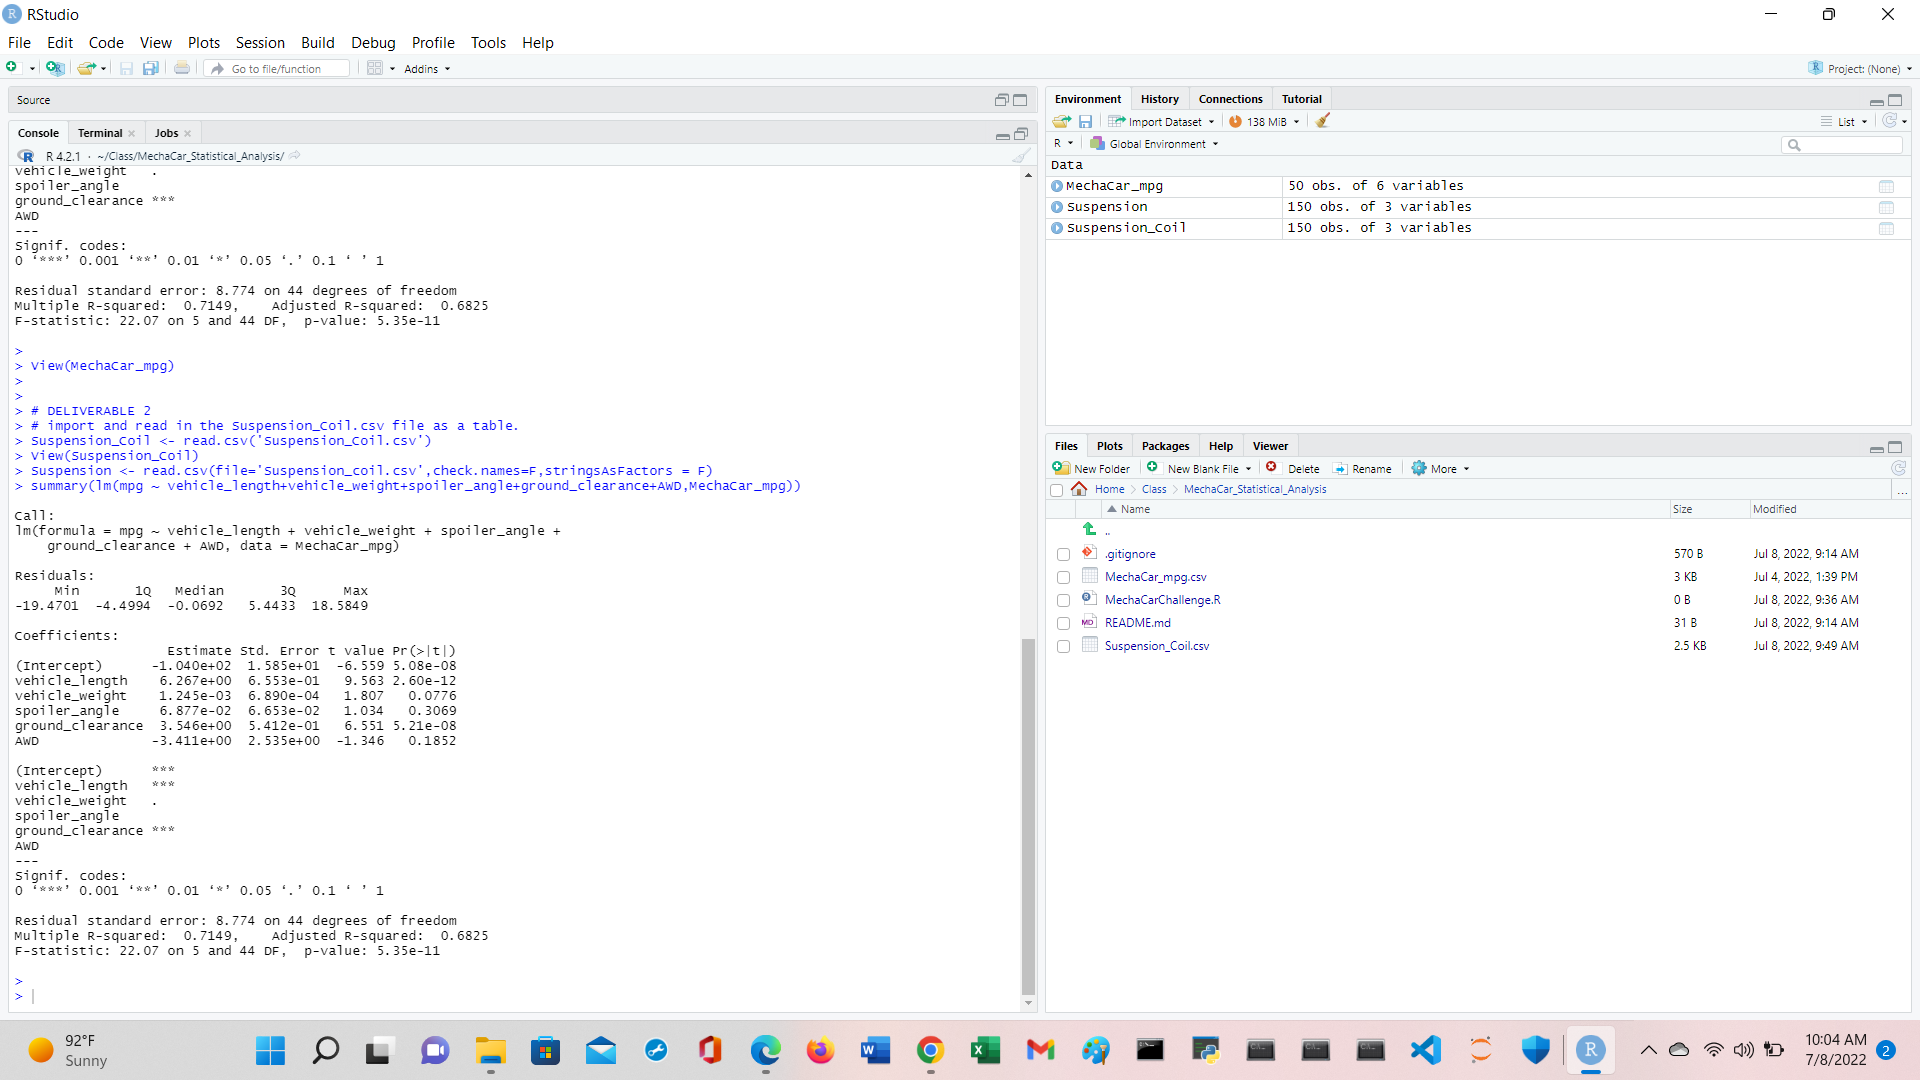 RStudio
File Edit Code View Plots Session Build Debug Profile Tools Help
Go to file/function Addins Project: (None)
Source
Console Terminal Jobs
R 4.2.1 · ~/Class/MechaCar_Statistical_Analysis/
vehicle_weight .
spoiler_angle
ground_clearance ***
AWD
---
Signif. codes:
0 ‘***’ 0.001 ‘**’ 0.01 ‘*’ 0.05 ‘.’ 0.1 ‘ ’ 1
Residual standard error: 8.774 on 44 degrees of freedom
Multiple R-squared:  0.7149,    Adjusted R-squared:  0.6825
F-statistic: 22.07 on 5 and 44 DF,  p-value: 5.35e-11
>
> View(MechaCar_mpg)
>
>
> # DELIVERABLE 2
> # import and read in the Suspension_Coil.csv file as a table.
> Suspension_Coil <- read.csv('Suspension_Coil.csv')
> View(Suspension_Coil)
> Suspension <- read.csv(file='Suspension_coil.csv',check.names=F,stringsAsFactors = F)
> summary(lm(mpg ~ vehicle_length+vehicle_weight+spoiler_angle+ground_clearance+AWD,MechaCar_mpg))
Call:
lm(formula = mpg ~ vehicle_length + vehicle_weight + spoiler_angle +
    ground_clearance + AWD, data = MechaCar_mpg)
Residuals:
     Min       1Q   Median       3Q      Max
-19.4701  -4.4994  -0.0692   5.4433  18.5849
Coefficients:
                   Estimate Std. Error t value Pr(>|t|)
(Intercept)      -1.040e+02  1.585e+01  -6.559 5.08e-08
vehicle_length    6.267e+00  6.553e-01   9.563 2.60e-12
vehicle_weight    1.245e-03  6.890e-04   1.807   0.0776
spoiler_angle     6.877e-02  6.653e-02   1.034   0.3069
ground_clearance  3.546e+00  5.412e-01   6.551 5.21e-08
AWD              -3.411e+00  2.535e+00  -1.346   0.1852
(Intercept)      ***
vehicle_length   ***
vehicle_weight   .
spoiler_angle
ground_clearance ***
AWD
---
Signif. codes:
0 ‘***’ 0.001 ‘**’ 0.01 ‘*’ 0.05 ‘.’ 0.1 ‘ ’ 1
Residual standard error: 8.774 on 44 degrees of freedom
Multiple R-squared:  0.7149,    Adjusted R-squared:  0.6825
F-statistic: 22.07 on 5 and 44 DF,  p-value: 5.35e-11
>
>
Environment History Connections Tutorial
Import Dataset 138 MiB List
R Global Environment
Data
MechaCar_mpg 50 obs. of 6 variables
Suspension 150 obs. of 3 variables
Suspension_Coil 150 obs. of 3 variables
Files Plots Packages Help Viewer
New Folder New Blank File Delete Rename More
Home Class MechaCar_Statistical_Analysis ...
Name Size Modified
..
.gitignore 570 B Jul 8, 2022, 9:14 AM
MechaCar_mpg.csv 3 KB Jul 4, 2022, 1:39 PM
MechaCarChallenge.R 0 B Jul 8, 2022, 9:36 AM
README.md 31 B Jul 8, 2022, 9:14 AM
Suspension_Coil.csv 2.5 KB Jul 8, 2022, 9:49 AM
92°F
Sunny
10:04 AM
7/8/2022
2